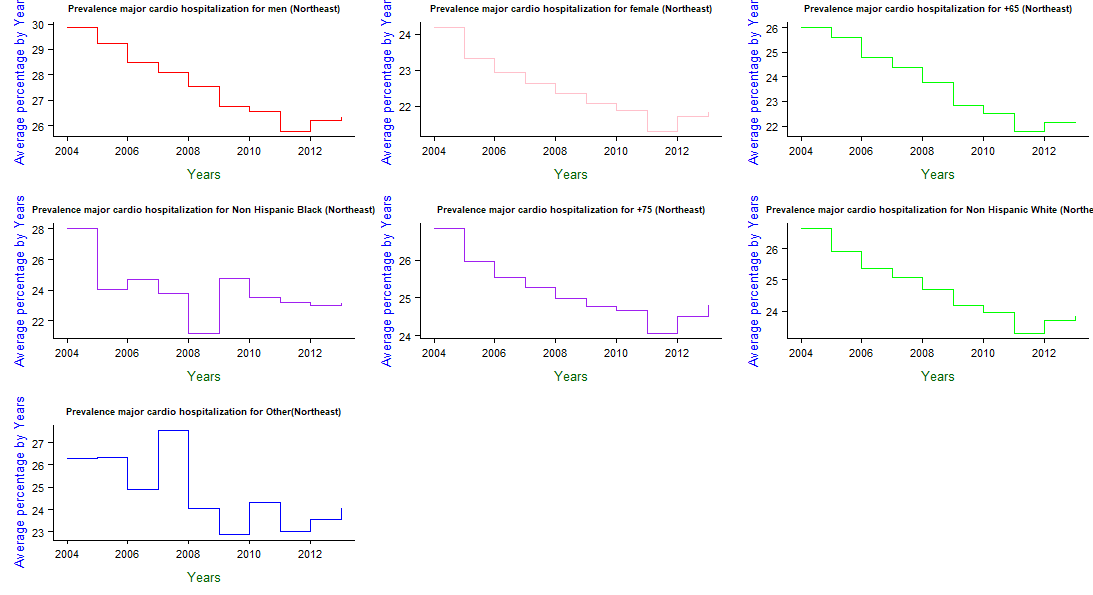 Prevalence major cardio hospitalization for men (Northeast)
Average percentage by Year
30
29
28
27
26
2004 2006 2008 2010 2012
Years
Prevalence major cardio hospitalization for female (Northeast)
Average percentage by Year
24
23
22
2004 2006 2008 2010 2012
Years
Prevalence major cardio hospitalization for +65 (Northeast)
Average percentage by Year
26
25
24
23
22
2004 2006 2008 2010 2012
Years
Prevalence major cardio hospitalization for Non Hispanic Black (Northeast)
Average percentage by Years
28
26
24
22
2004 2006 2008 2010 2012
Years
Prevalence major cardio hospitalization for +75 (Northeast)
Average percentage by Years
26
25
24
2004 2006 2008 2010 2012
Years
Prevalence major cardio hospitalization for Non Hispanic White (Northe
Average percentage by Years
26
25
24
2004 2006 2008 2010 2012
Years
Prevalence major cardio hospitalization for Other(Northeast)
Average percentage by Years
27
26
25
24
23
2004 2006 2008 2010 2012
Years